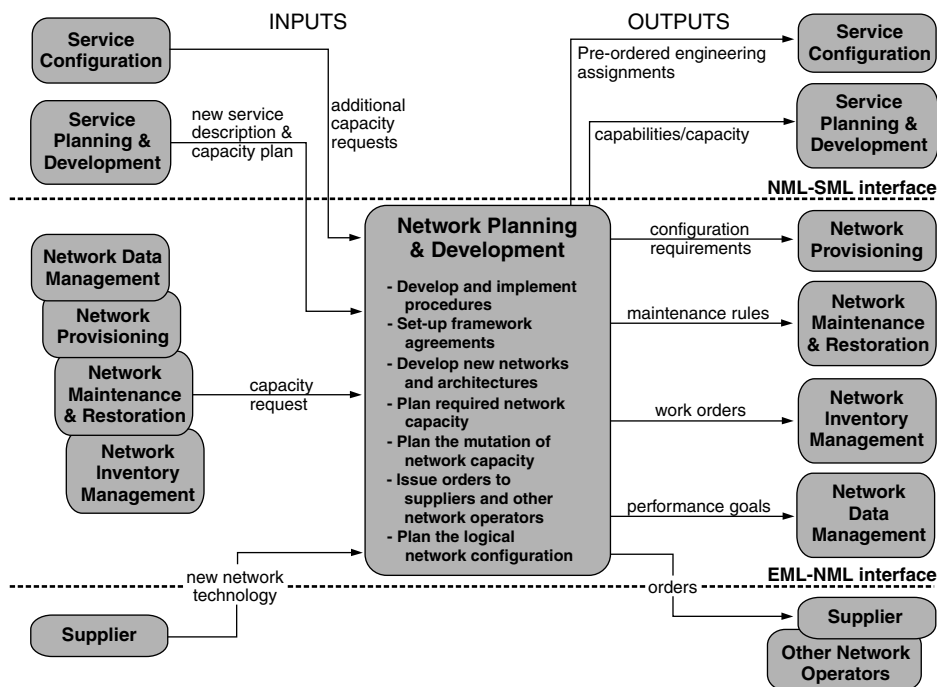 INPUTS
OUTPUTS
Service
Configuration
Service
Planning &
Development
new service
description &
capacity plan
additional
capacity
requests
Pre-ordered engineering
assignments
capabilities/capacity
Service
Configuration
Service
Planning &
Development
NML-SML interface
Network Data
Management
Network
Provisioning
Network
Maintenance
& Restoration
Network
Inventory
Management
capacity
request
Network Planning
& Development
- Develop and implement
procedures
- Set-up framework
agreements
- Develop new networks
and architectures
- Plan required network
capacity
- Plan the mutation of
network capacity
- Issue orders to
suppliers and other
network operators
- Plan the logical
network configuration
configuration
requirements
Network
Provisioning
maintenance rules
Network
Maintenance
& Restoration
work orders
Network
Inventory
Management
performance goals
Network
Data
Management
EML-NML interface
new network
technology
Supplier
orders
Supplier
Other Network
Operators